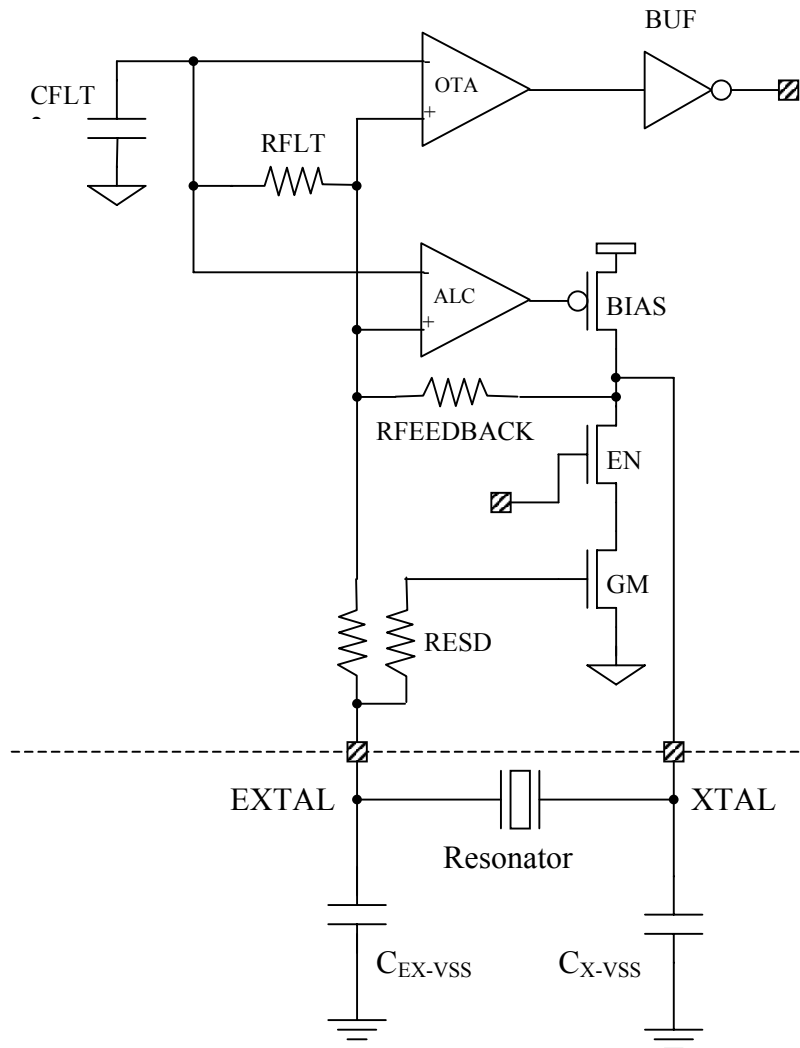 BUF
CFLT
OTA
-
+
RFLT
ALC
-
+
BIAS
RFEEDBACK
EN
GM
RESD
EXTAL
XTAL
Resonator
CEX-VSS
CX-VSS